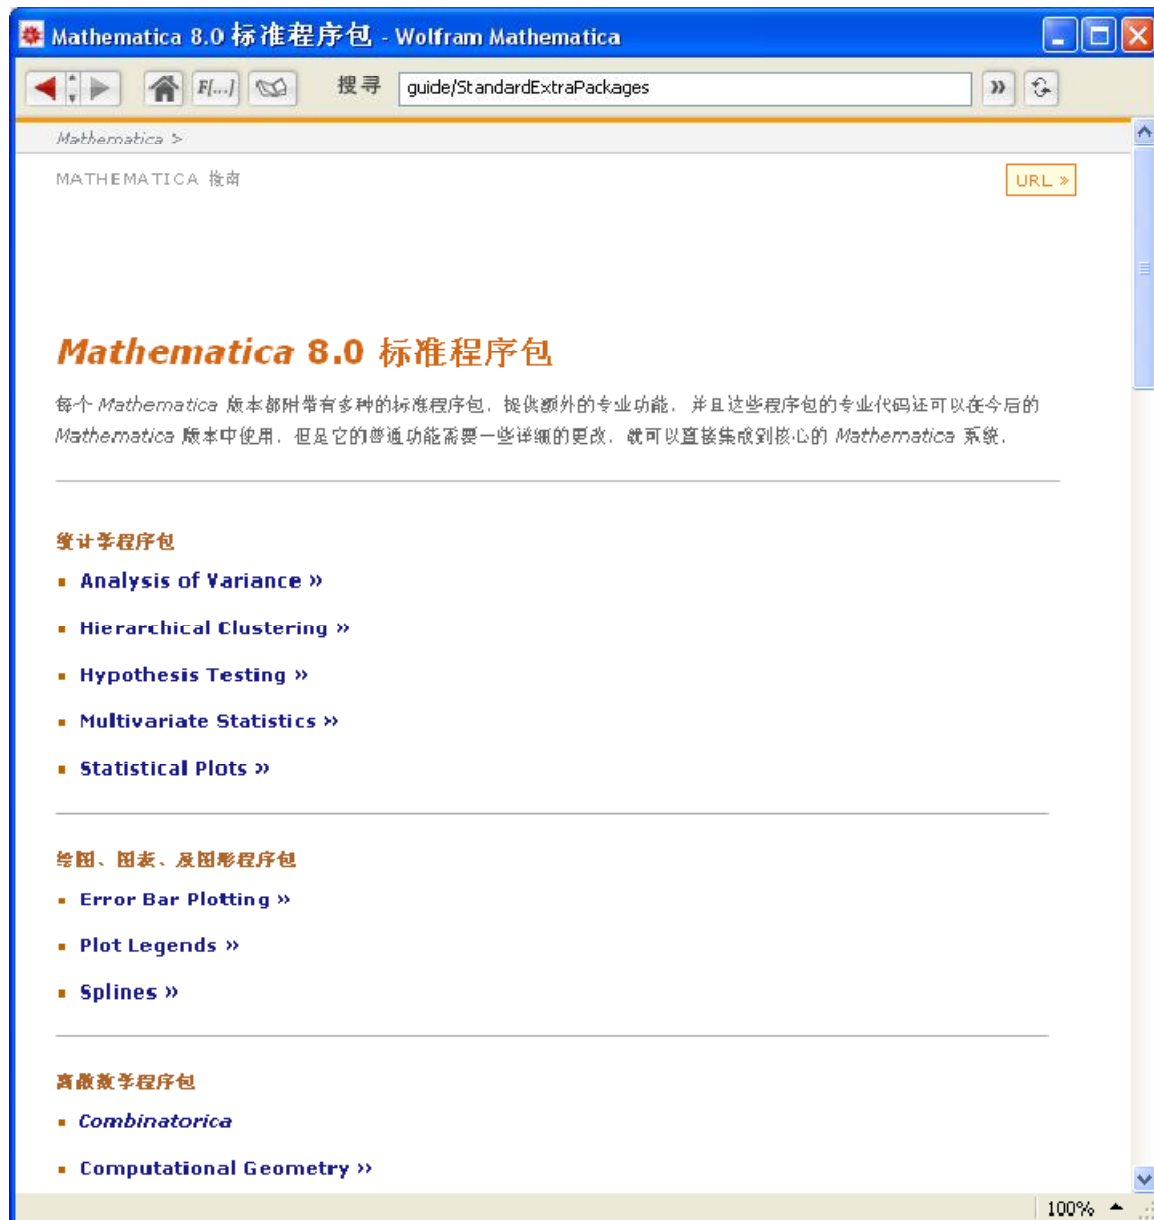 Mathematica 8.0 标准程序包 - Wolfram Mathematica
F[...] 搜寻 guide/StandardExtraPackages »
Mathematica >
MATHEMATICA 指南
URL »
Mathematica 8.0 标准程序包
每个 Mathematica 版本都附带有多种的标准程序包，提供额外的专业功能，并且这些程序包的专业代码还可以在今后的
Mathematica 版本中使用，但是它的普通功能需要一些详细的更改，就可以直接集成到核心的 Mathematica 系统．
统计学程序包
▪ Analysis of Variance »
▪ Hierarchical Clustering »
▪ Hypothesis Testing »
▪ Multivariate Statistics »
▪ Statistical Plots »
绘图、图表、及图形程序包
▪ Error Bar Plotting »
▪ Plot Legends »
▪ Splines »
离散数学程序包
▪ Combinatorica
▪ Computational Geometry »
100%